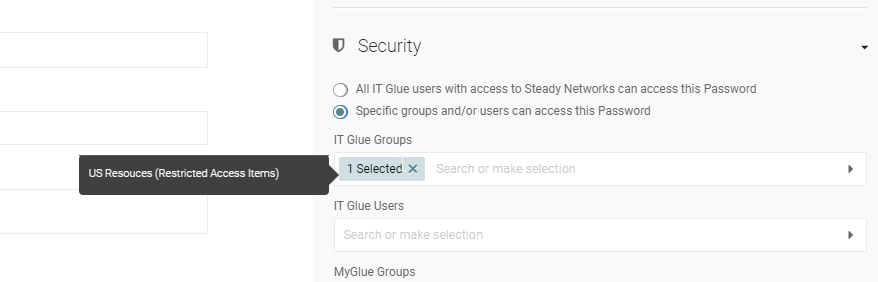 Security
All IT Glue users with access to Steady Networks can access this Password
Specific groups and/or users can access this Password
IT Glue Groups
US Resouces (Restricted Access Items)
1 Selected × Search or make selection
IT Glue Users
Search or make selection
MyGlue Groups